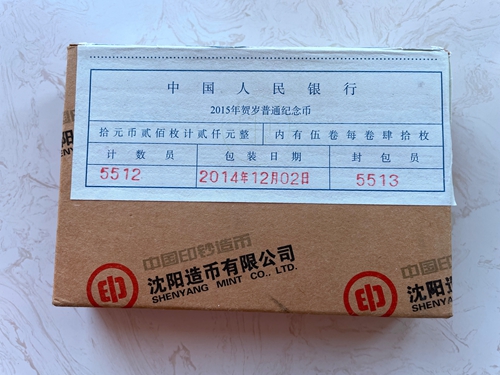 中国人民银行
2015年贺岁普通纪念币
拾元币贰佰枚计贰仟元整 内有伍卷每卷肆拾枚
计数员 包装日期 封包员
5512 2014年12月02日 5513
中国印钞造币
沈阳造币有限公司
SHENYANG MINT CO., LTD.
中国印钞造币
沈阳造
SHENYANG M